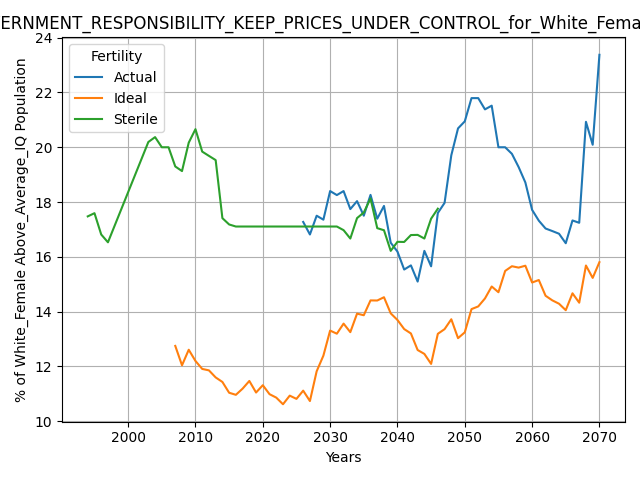 ERNMENT_RESPONSIBILITY_KEEP_PRICES_UNDER_CONTROL_for_White_Fema
24
22
20
18
16
14
12
10
% of White_Female Above_Average_IQ Population
Fertility
Actual
Ideal
Sterile
2000
2010
2020
2030
2040
2050
2060
2070
Years